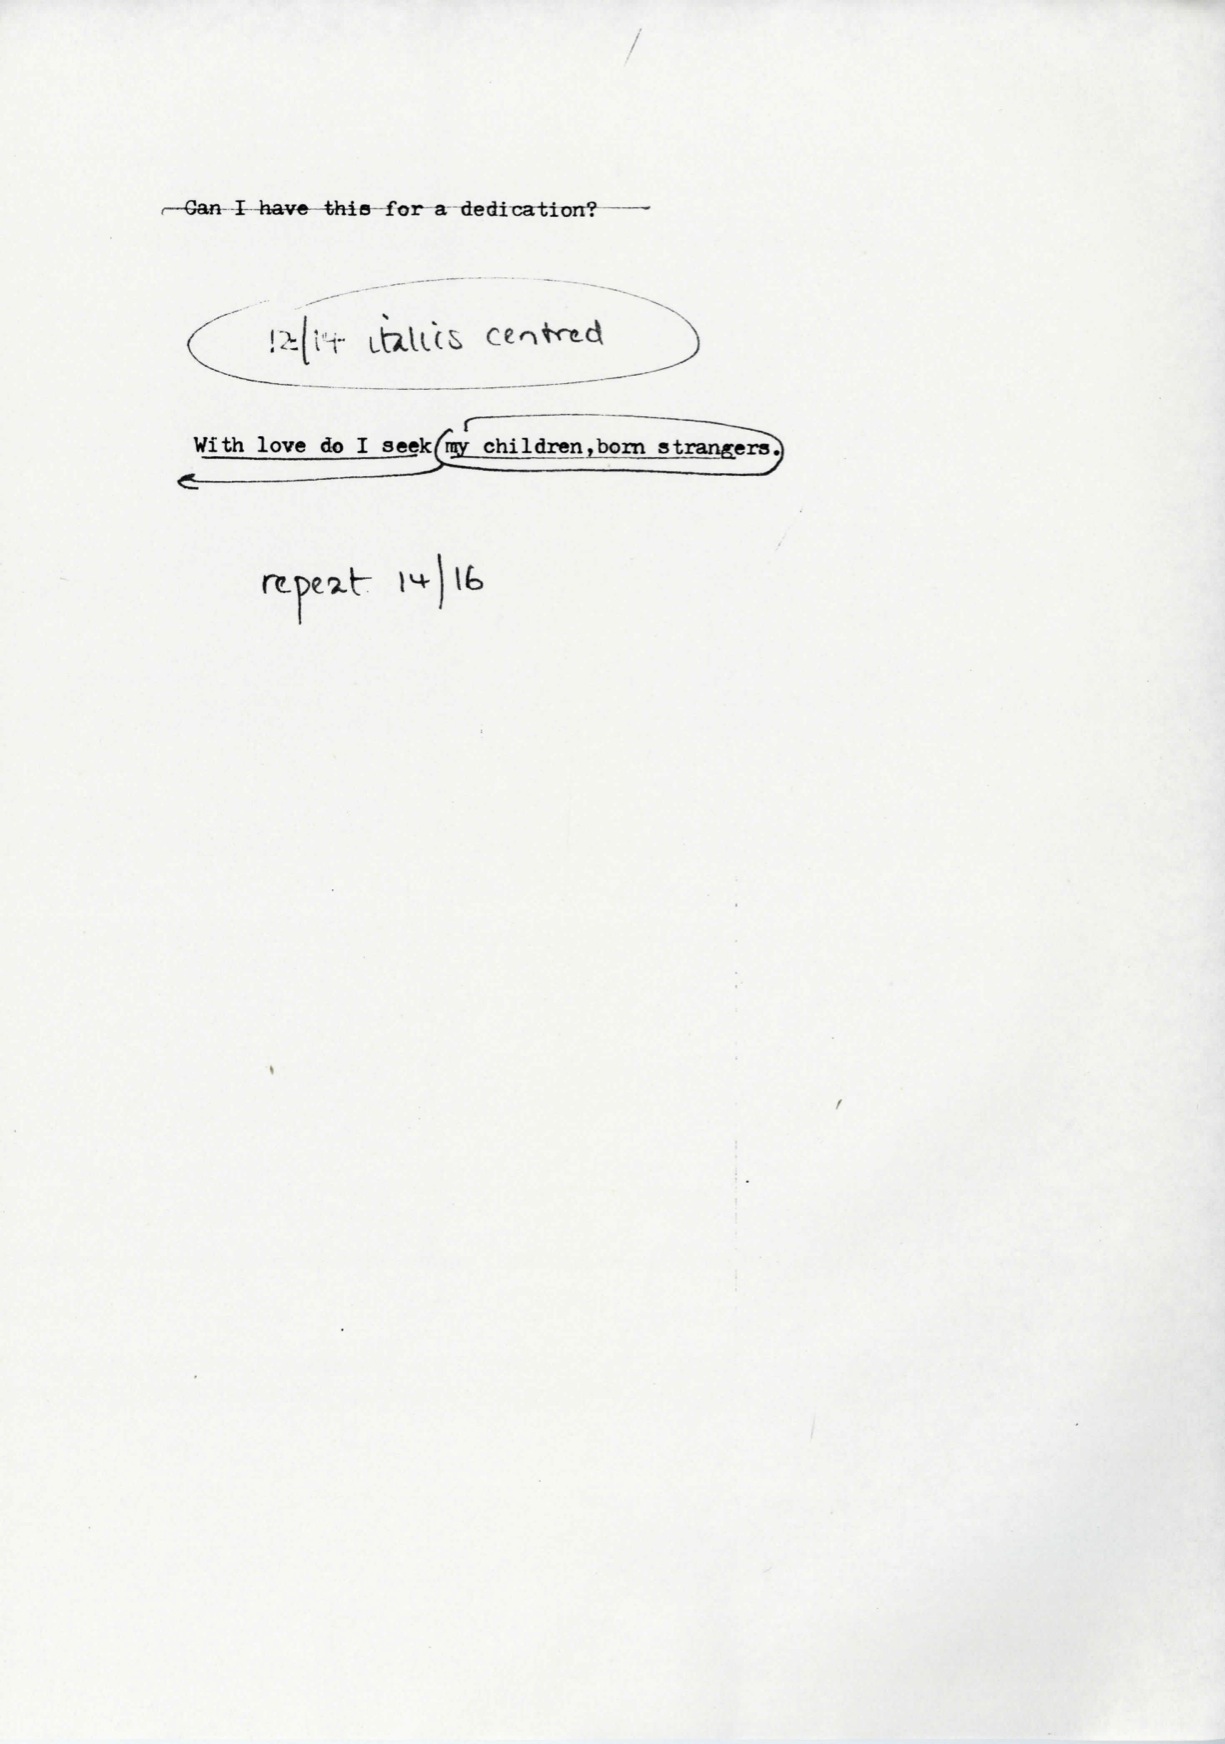 Can I have this for a dedication?
12/14 italics centred
With love do I seek my children,born strangers.
repeat 14/16